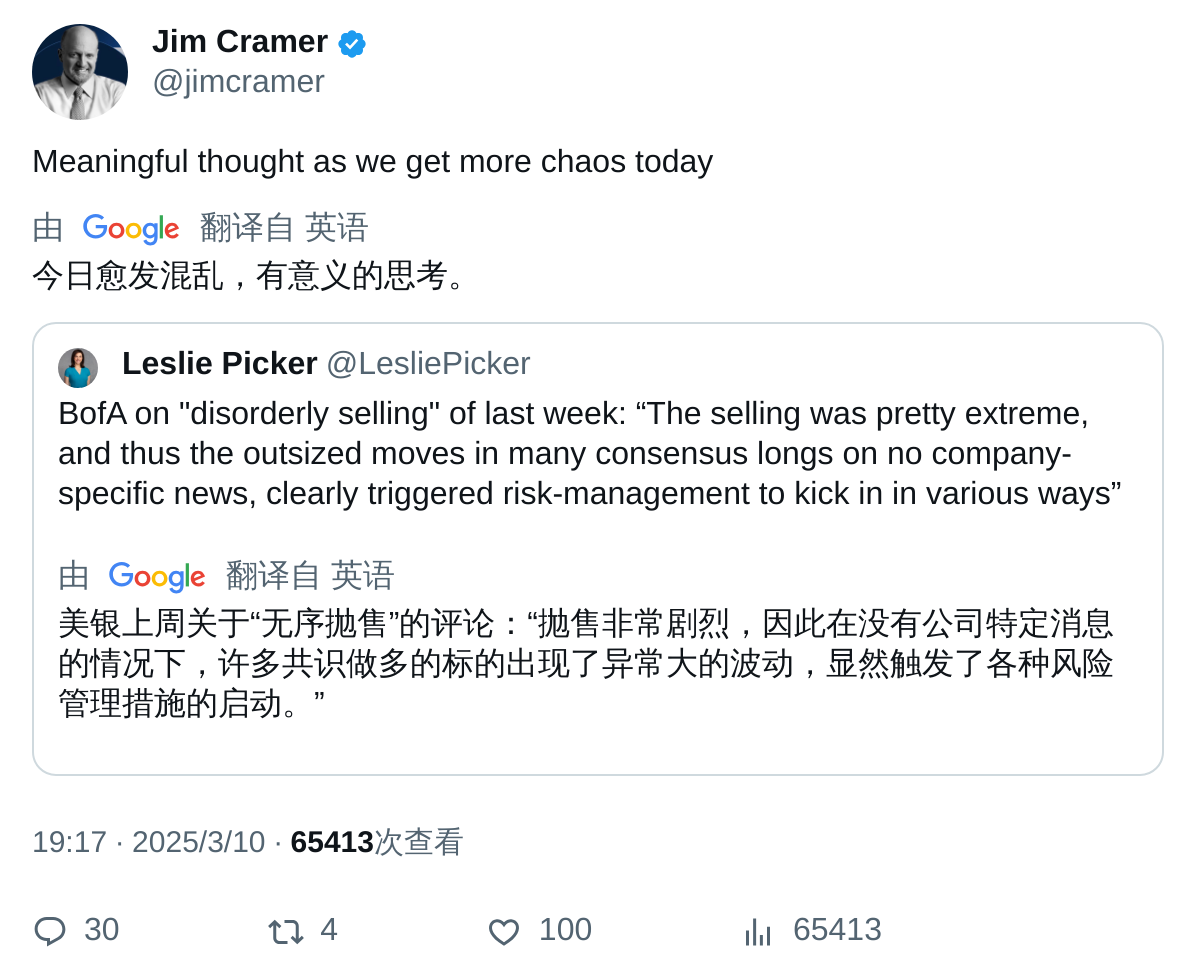 Jim Cramer
@jimcramer
Meaningful thought as we get more chaos today
由 Google 翻译自 英语
今日愈发混乱，有意义的思考。
Leslie Picker @LesliePicker
BofA on "disorderly selling" of last week: “The selling was pretty extreme,
and thus the outsized moves in many consensus longs on no company-
specific news, clearly triggered risk-management to kick in in various ways”
由 Google 翻译自 英语
美银上周关于“无序抛售”的评论：“抛售非常剧烈，因此在没有公司特定消息
的情况下，许多共识做多的标的出现了异常大的波动，显然触发了各种风险
管理措施的启动。”
19:17 · 2025/3/10 · 65413次查看
30 4 100 65413